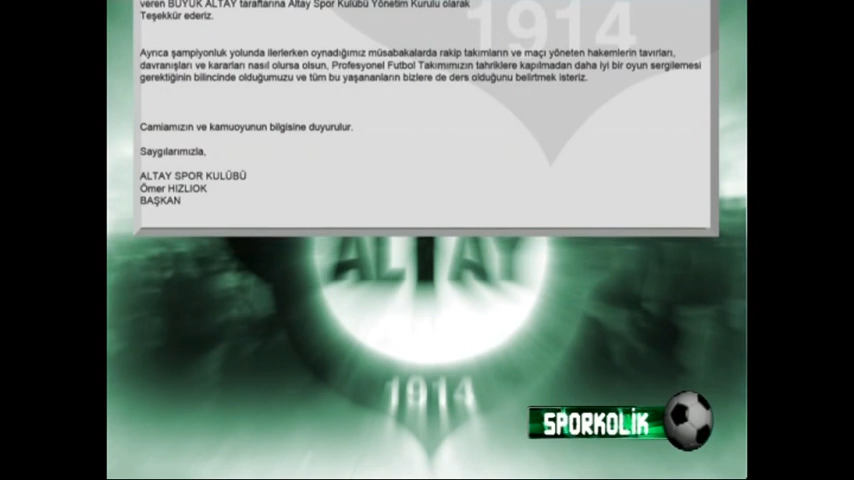 veren BÜYÜK ALTAY taraftarına Altay Spor Kulübü Yönetim Kurulu olarak
Teşekkür ederiz.
1914
Ayrıca şampiyonluk yolunda ilerlerken oynadığımız müsabakalarda rakip takımların ve maçı yöneten hakemlerin tavırları,
davranışları ve kararları nasıl olursa olsun, Profesyonel Futbol Takımımızın tahriklere kapılmadan daha iyi bir oyun sergilemesi
gerektiğinin bilincinde olduğumuzu ve tüm bu yaşananların bizlere de ders olduğunu belirtmek isteriz.
Camiamızın ve kamuoyunun bilgisine duyurulur.
Saygılarımızla,
ALTAY SPOR KULÜBÜ
Ömer HIZLIOK
BAŞKAN
ALTAY
1914
SPORKOLİK